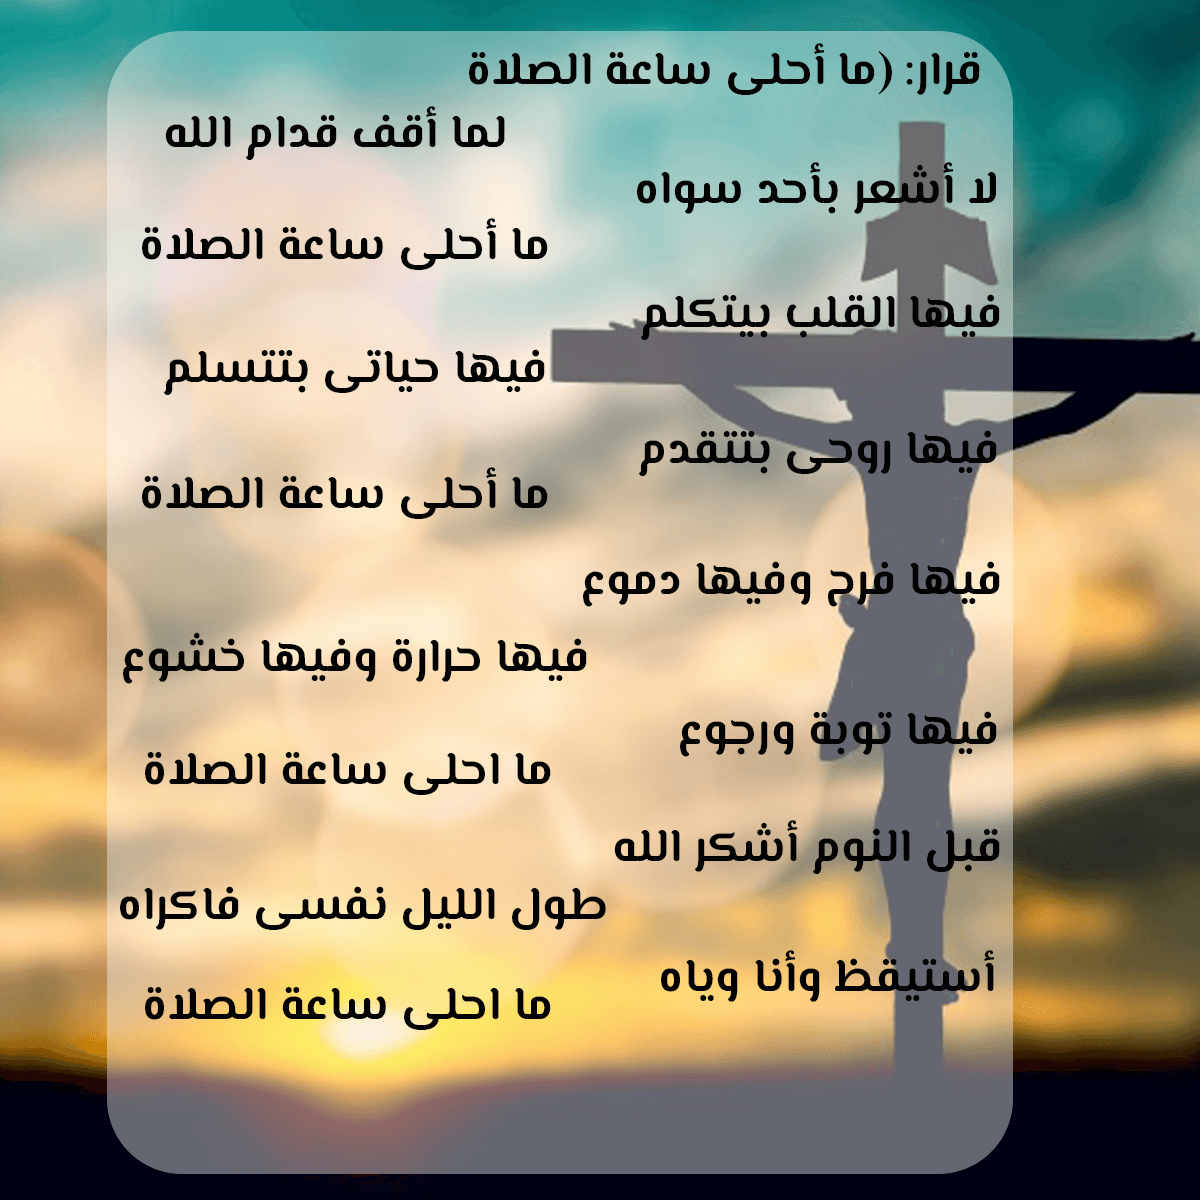 قرار: (ما أحلى ساعة الصلاة
لما أقف قدام الله
لا أشعر بأحد سواه
ما أحلى ساعة الصلاة
فيها القلب بيتكلم
فيها حياتى بتتسلم
فيها روحى بتتقدم
ما أحلى ساعة الصلاة
فيها فرح وفيها دموع
فيها حرارة وفيها خشوع
فيها توبة ورجوع
ما احلى ساعة الصلاة
قبل النوم أشكر الله
طول الليل نفسى فاكراه
أستيقظ وأنا وياه
ما احلى ساعة الصلاة